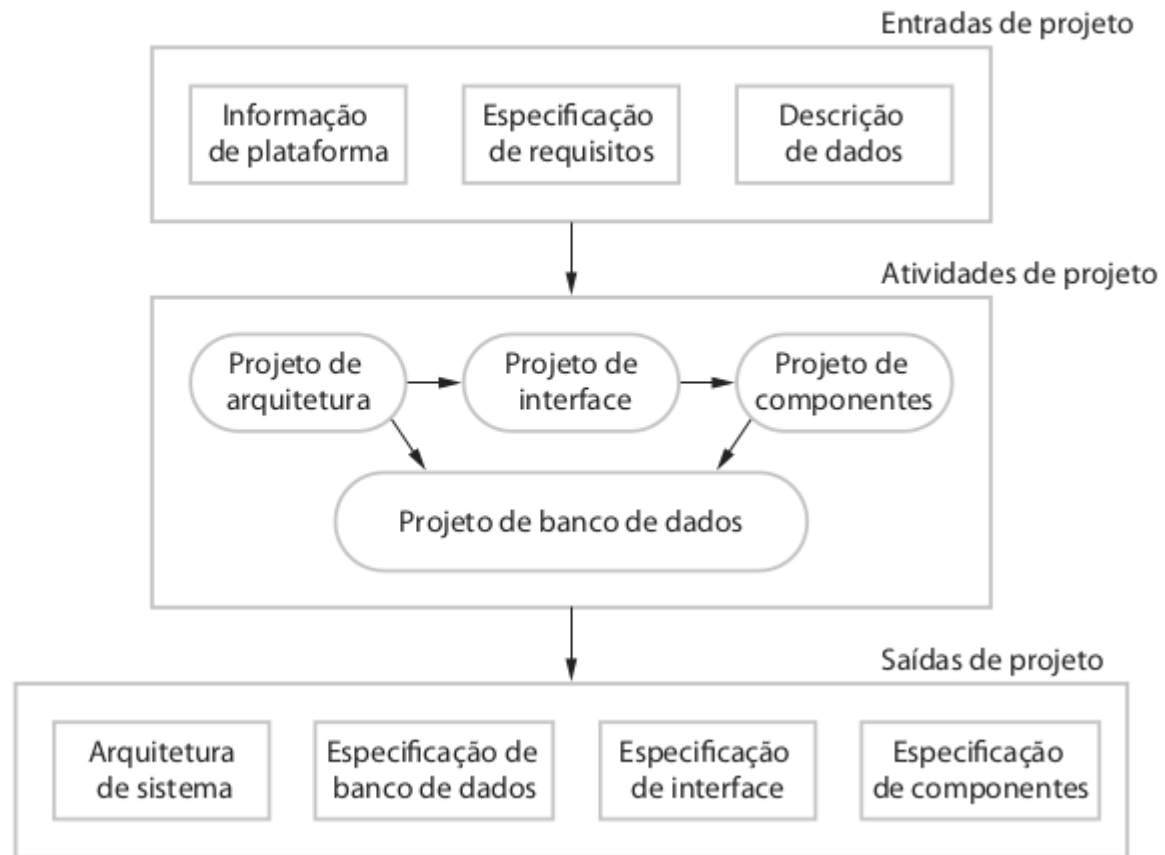 Entradas de projeto
Informação
de plataforma
Especificação
de requisitos
Descrição
de dados
Atividades de projeto
Projeto de
arquitetura
Projeto de
interface
Projeto de
componentes
Projeto de banco de dados
Saídas de projeto
Arquitetura
de sistema
Especificação de
banco de dados
Especificação
de interface
Especificação
de componentes